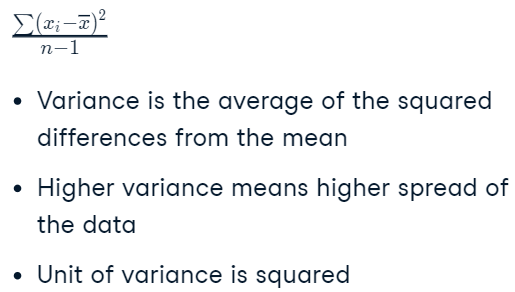 ∑(xᵢ−x̅)²
n−1
• Variance is the average of the squared
differences from the mean
• Higher variance means higher spread of
the data
• Unit of variance is squared